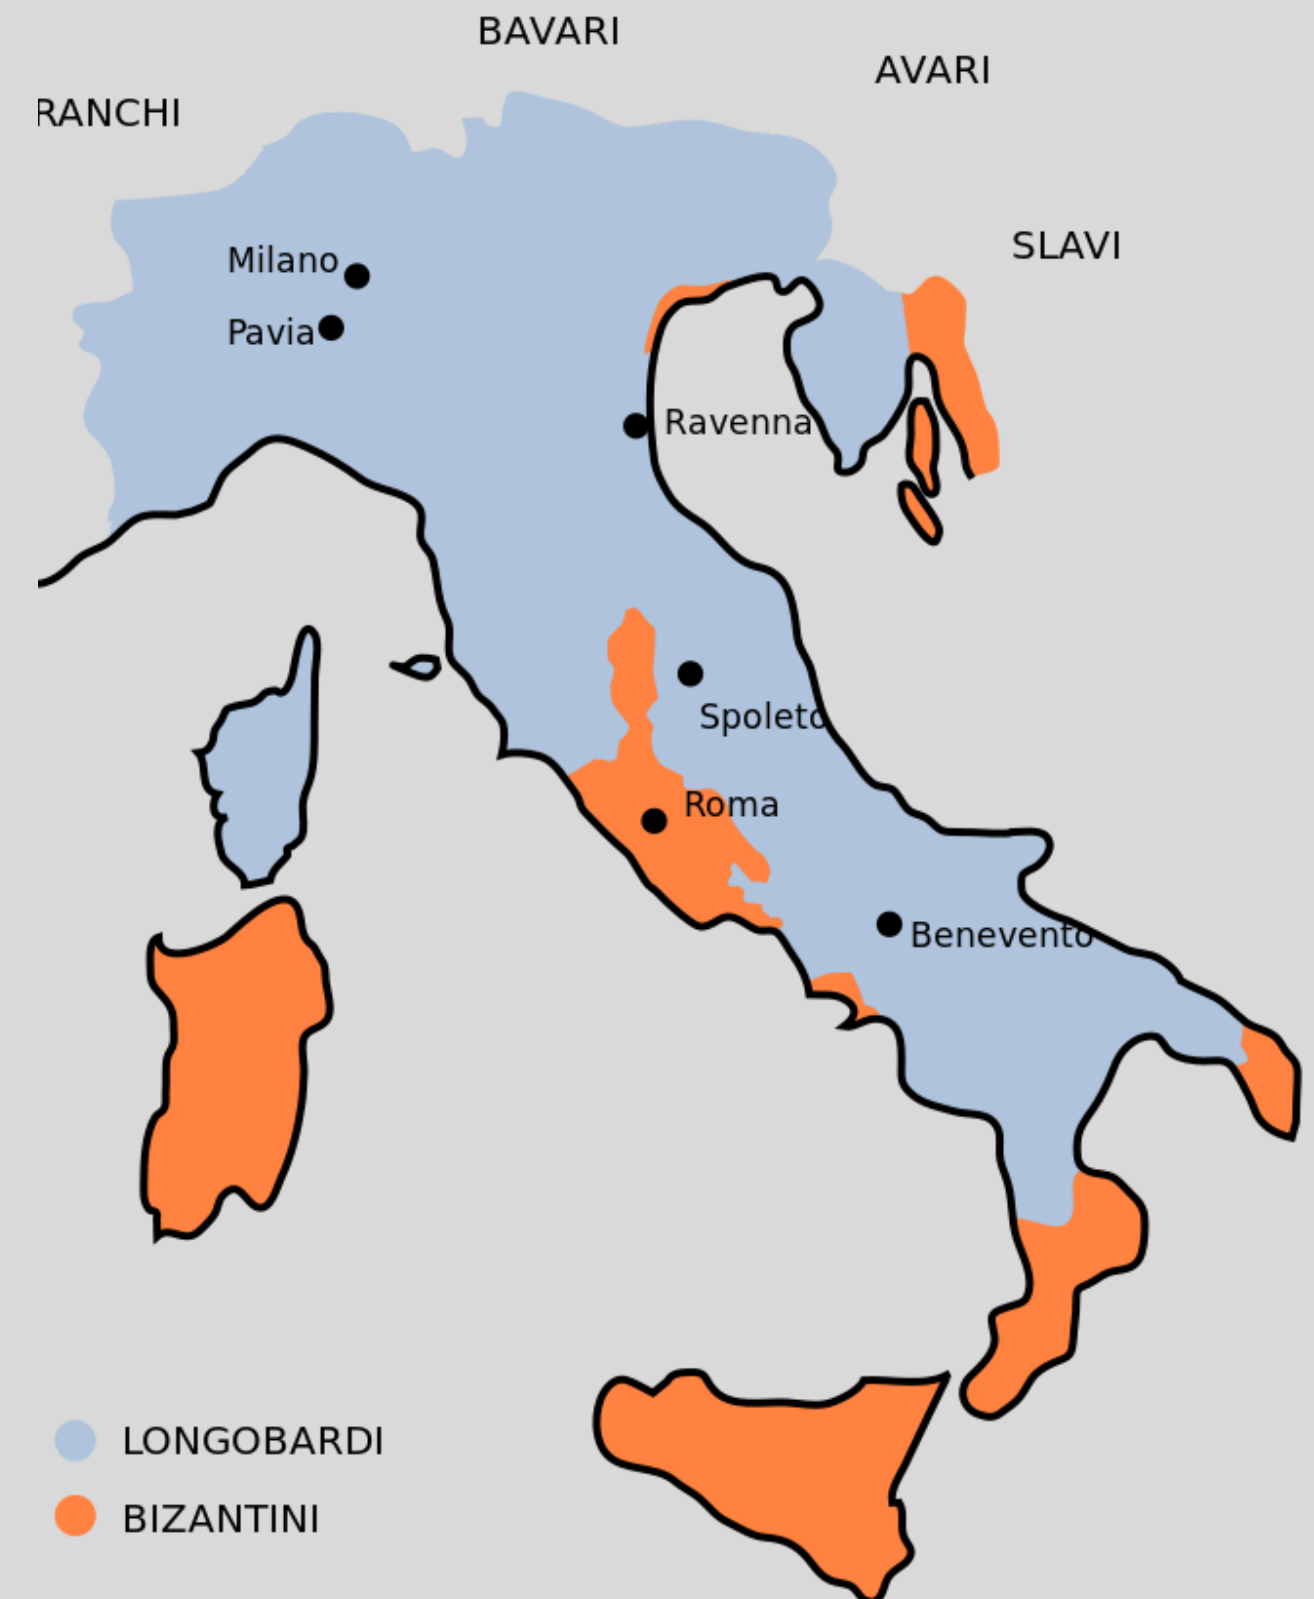 BAVARI
AVARI
RANCHI
SLAVI
Milano
Pavia
Ravenna
Spoleto
Roma
Benevento
LONGOBARDI
BIZANTINI